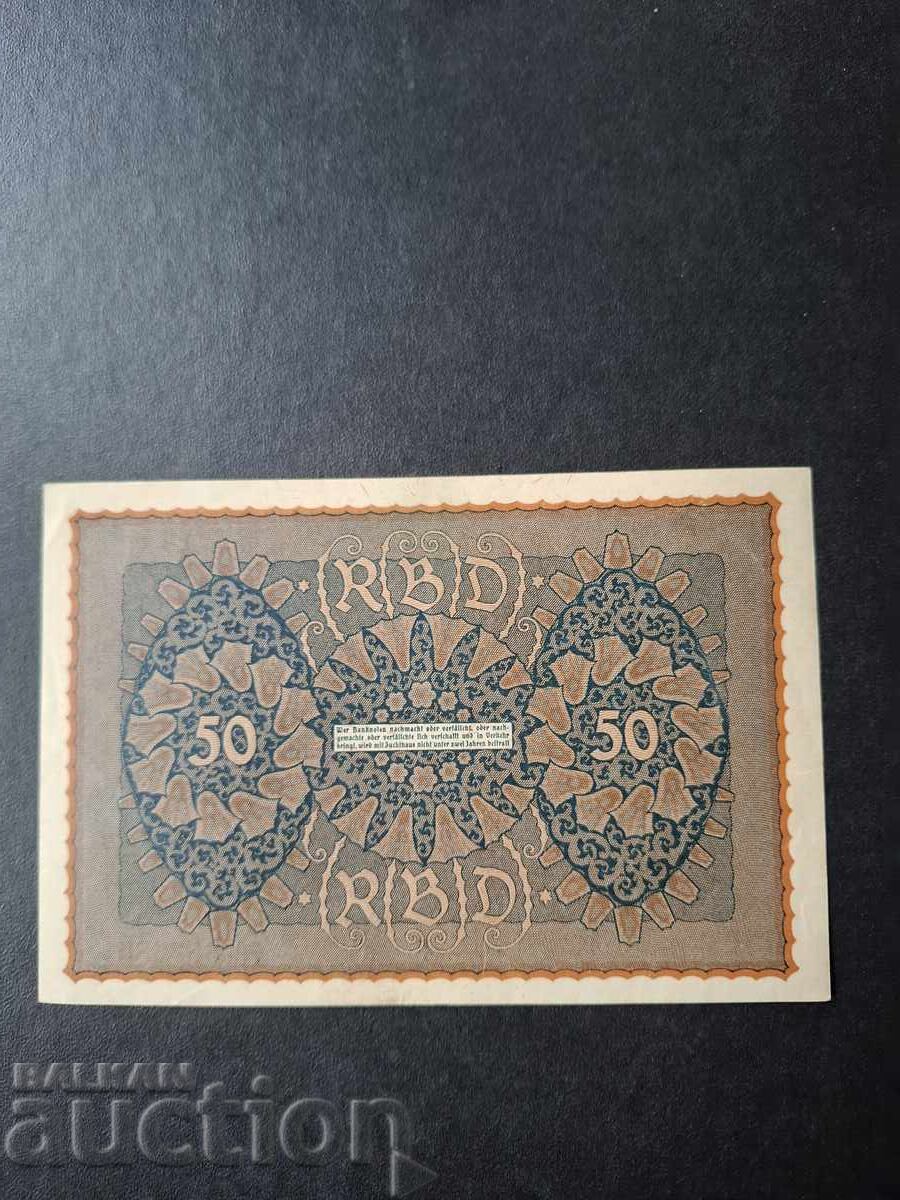 RBD
50
Wer Banknoten nachmacht oder verfälscht, oder nach-
gemachte oder verfälschte sich verschafft und in Verkehr
bringt, wird mit Zuchthaus nicht unter zwei Jahren bestraft
50
RBD
BALKAN
auction